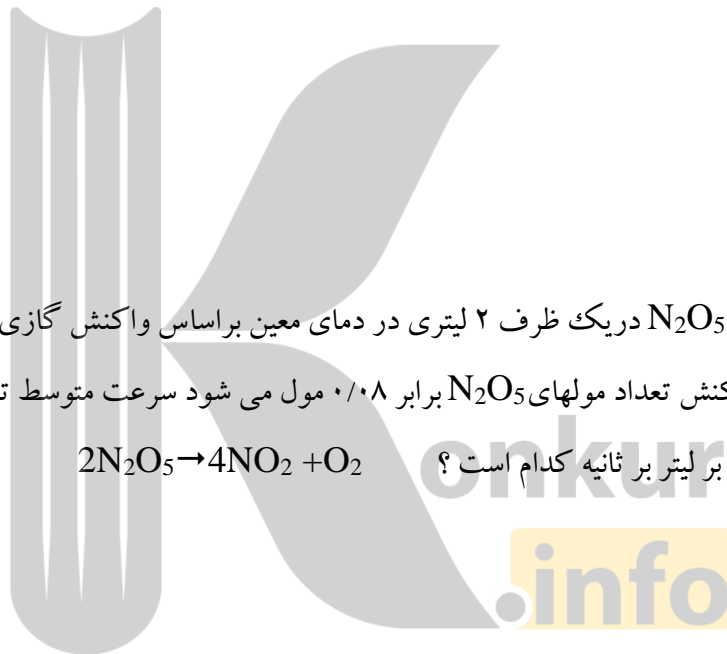 N2O5 دریک ظرف ۲ لیتری در دمای معین براساس واکنش گازی
کنش تعداد مولهای N2O5 برابر ۰/۰۸ مول می شود سرعت متوسط
بر لیتر بر ثانیه کدام است ؟ 2N2O5→4NO2 +O2
onkur
.info